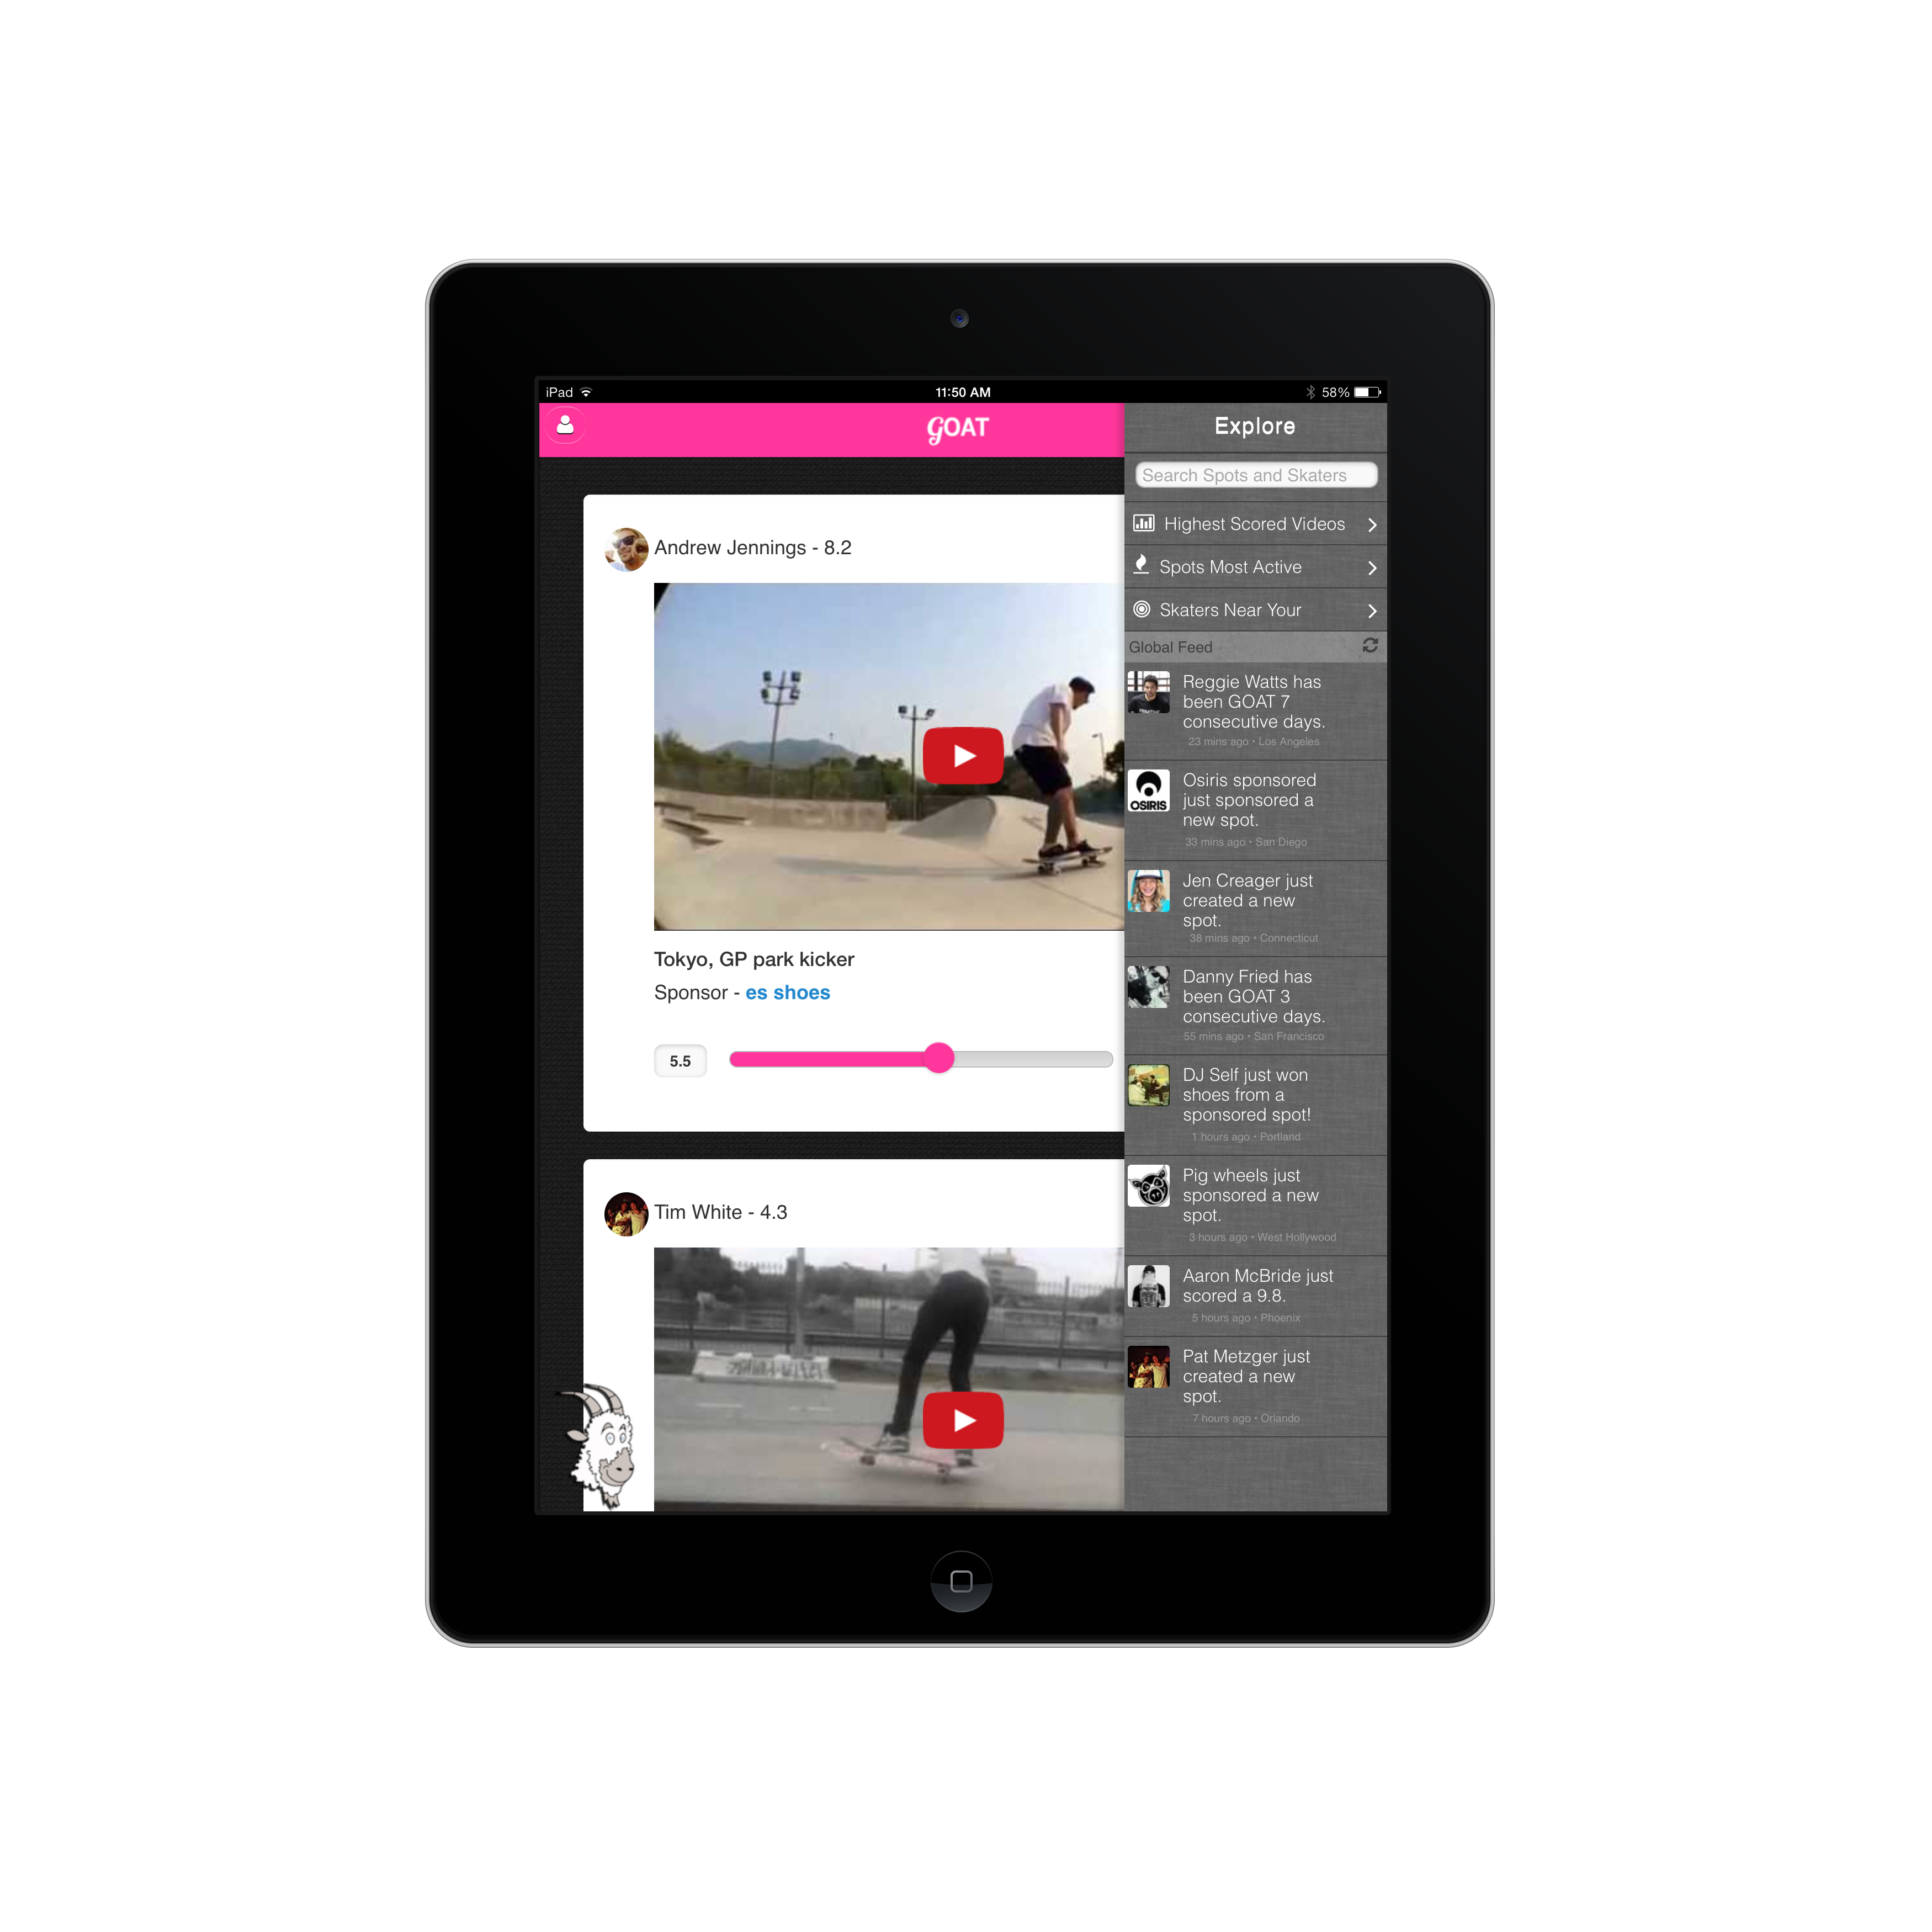 iPad
11:50 AM
58%
GOAT
Andrew Jennings - 8.2
Tokyo, GP park kicker
Sponsor - es shoes
5.5
Tim White - 4.3
Explore
Search Spots and Skaters
Highest Scored Videos
Spots Most Active
Skaters Near Your
Global Feed
Reggie Watts has
been GOAT 7
consecutive days.
23 mins ago • Los Angeles
OSIRIS
Osiris sponsored
just sponsored a
new spot.
33 mins ago • San Diego
Jen Creager just
created a new
spot.
38 mins ago • Connecticut
Danny Fried has
been GOAT 3
consecutive days.
55 mins ago • San Francisco
DJ Self just won
shoes from a
sponsored spot!
1 hours ago • Portland
Pig wheels just
sponsored a new
spot.
3 hours ago • West Hollywood
Aaron McBride just
scored a 9.8.
5 hours ago • Phoenix
Pat Metzger just
created a new
spot.
7 hours ago • Orlando